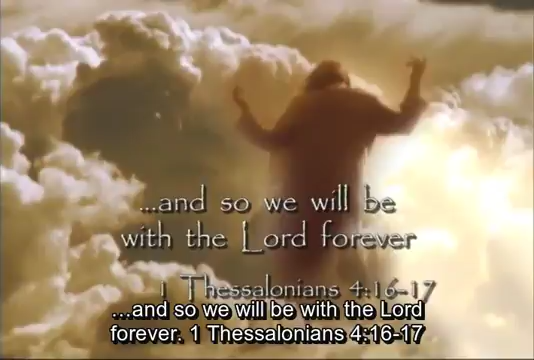 ...and so we will be
with the Lord forever
1 Thessalonians 4:16-17
...and so we will be with the Lord
forever. 1 Thessalonians 4:16-17